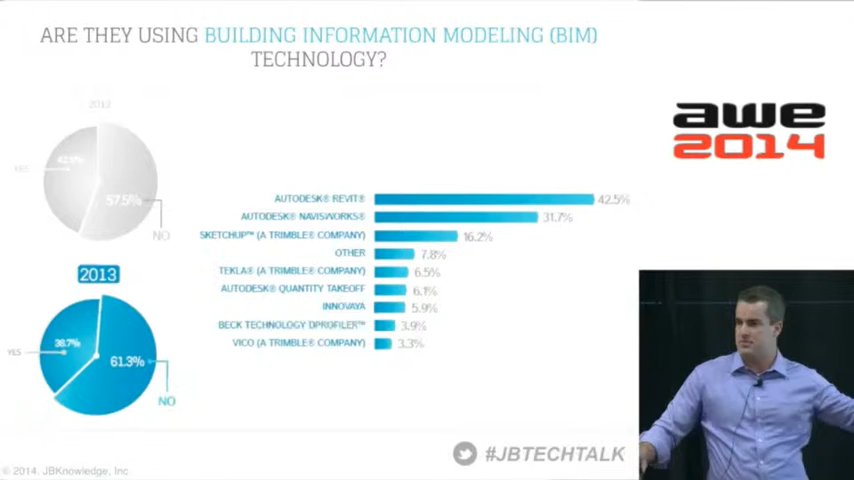 ARE THEY USING BUILDING INFORMATION MODELING (BIM)
TECHNOLOGY?
awe
2014
2012
YES
57.5%
NO
2013
YES
38.7%
61.3%
NO
AUTODESK® REVIT® 42.5%
AUTODESK® NAVISWORKS® 31.7%
SKETCHUP™ (A TRIMBLE® COMPANY) 16.2%
OTHER 7.8%
TEKLA® (A TRIMBLE® COMPANY) 6.5%
AUTODESK® QUANTITY TAKEOFF 6.1%
INNOVAYA 5.9%
BECK TECHNOLOGY DPROFILER™ 3.9%
VICO (A TRIMBLE® COMPANY) 3.3%
#JBTECHTALK
© 2014. JBKnowledge, Inc